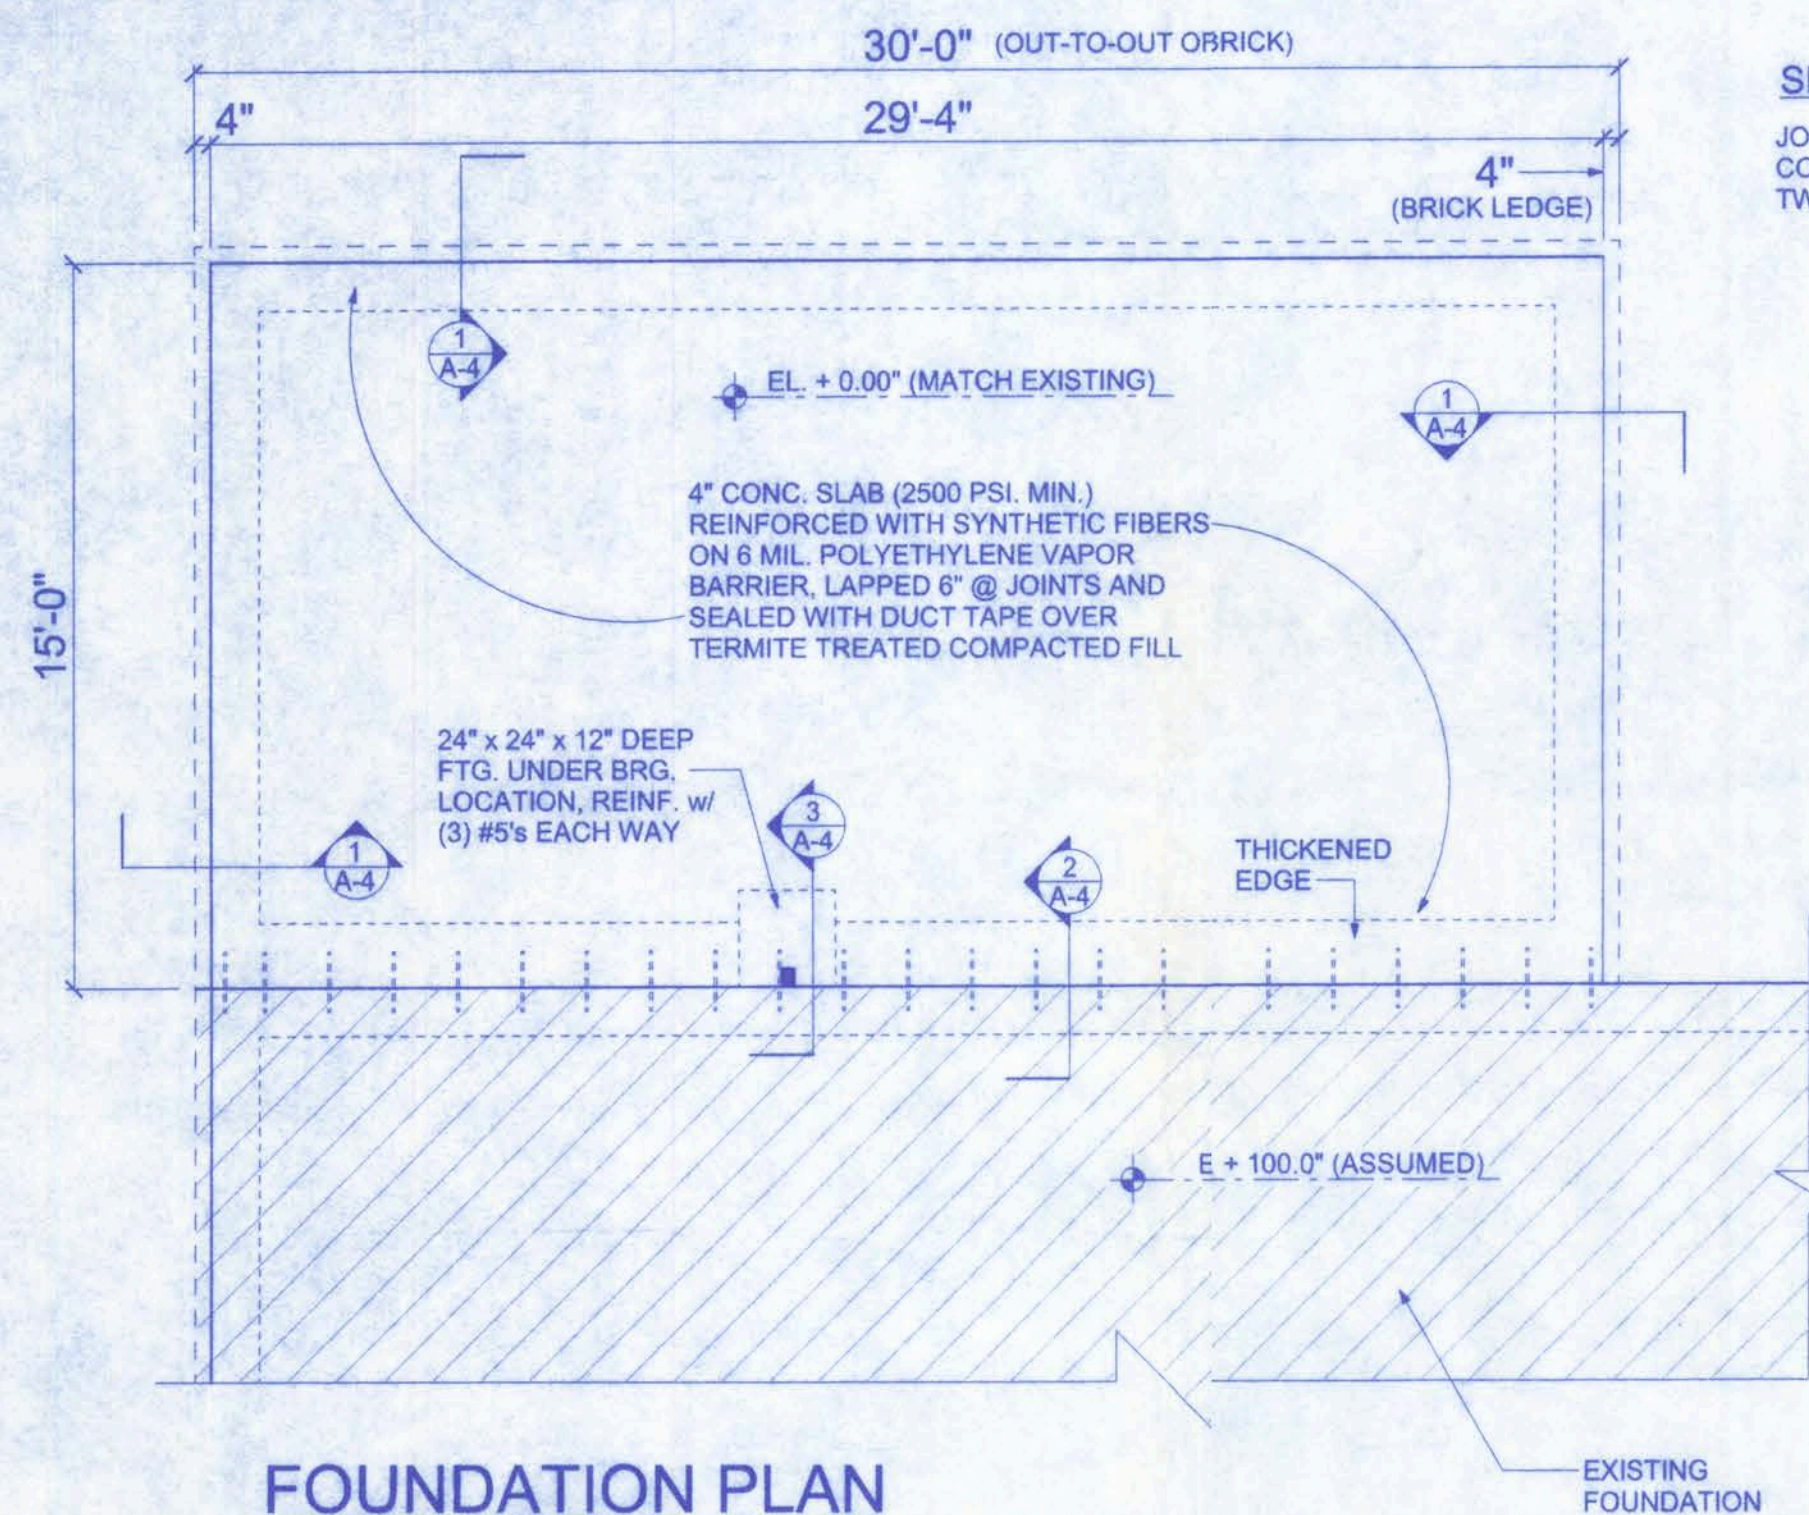 30'-0" (OUT-TO-OUT OBRICK)
4"
29'-4"
4"
(BRICK LEDGE)
1
A-4
EL. + 0.00" (MATCH EXISTING)
1
A-4
4" CONC. SLAB (2500 PSI. MIN.)
REINFORCED WITH SYNTHETIC FIBERS
ON 6 MIL. POLYETHYLENE VAPOR
BARRIER, LAPPED 6" @ JOINTS AND
SEALED WITH DUCT TAPE OVER
TERMITE TREATED COMPACTED FILL
15'-0"
24" x 24" x 12" DEEP
FTG. UNDER BRG.
LOCATION, REINF. w/
(3) #5's EACH WAY
3
A-4
1
A-4
2
A-4
THICKENED
EDGE
E + 100.0" (ASSUMED)
EXISTING
FOUNDATION
FOUNDATION PLAN